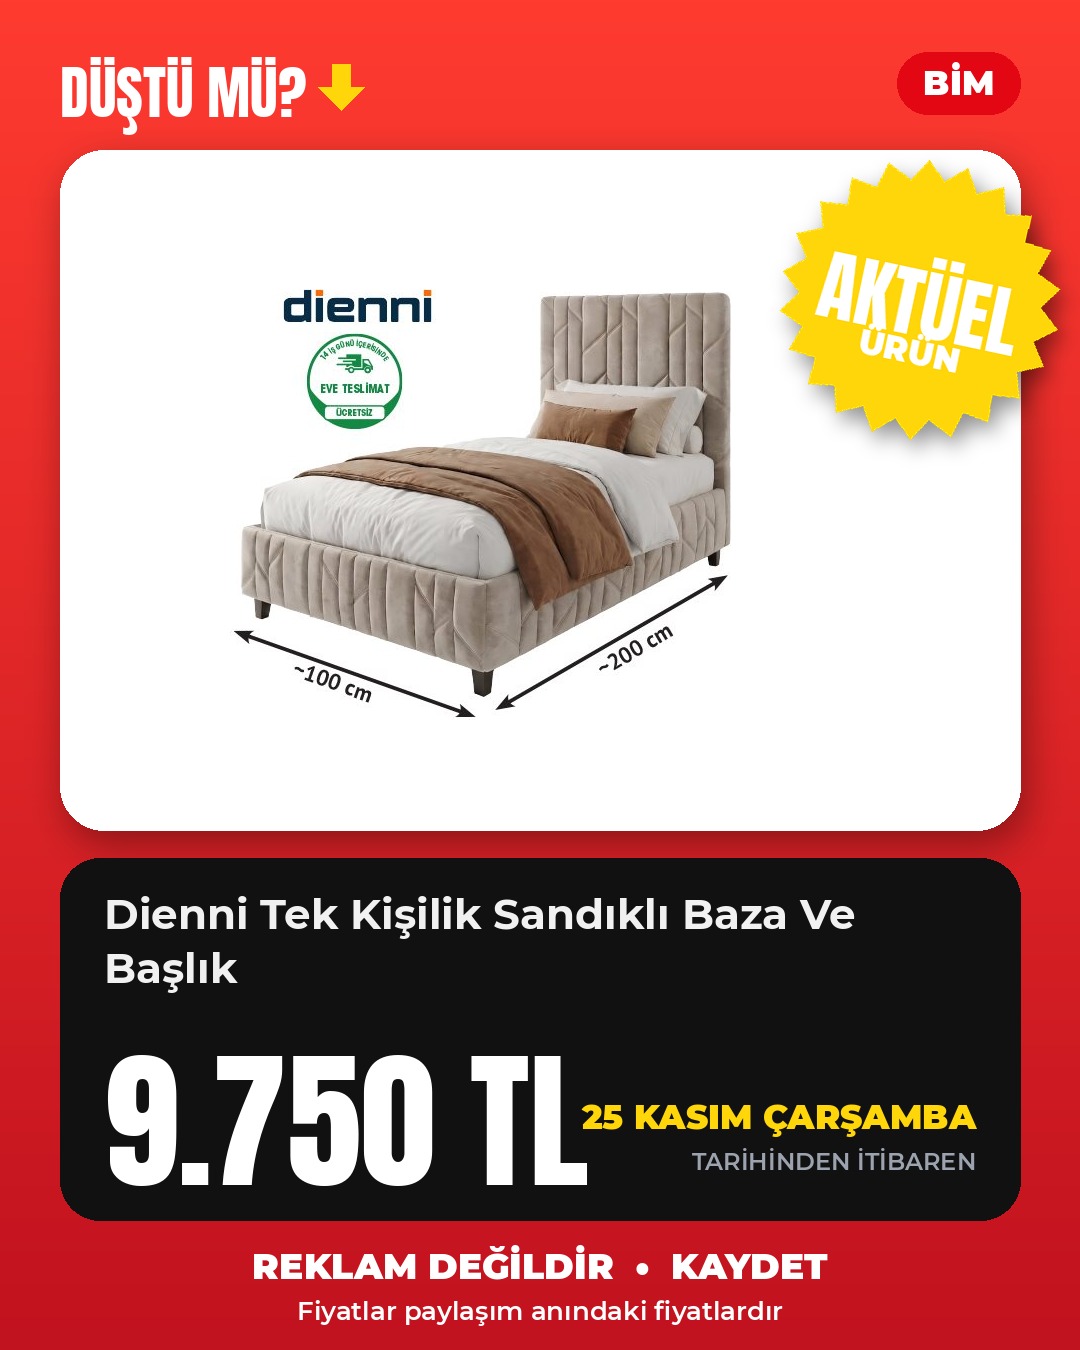 DÜŞTÜ MÜ?
BİM
AKTÜEL
ÜRÜN
dienni
14 İŞ GÜNÜ İÇERİSİNDE
EVE TESLİMAT
ÜCRETSİZ
~100 cm
~200 cm
Dienni Tek Kişilik Sandıklı Baza Ve
Başlık
9.750 TL
25 KASIM ÇARŞAMBA
TARİHİNDEN İTİBAREN
REKLAM DEĞİLDİR • KAYDET
Fiyatlar paylaşım anındaki fiyatlardır